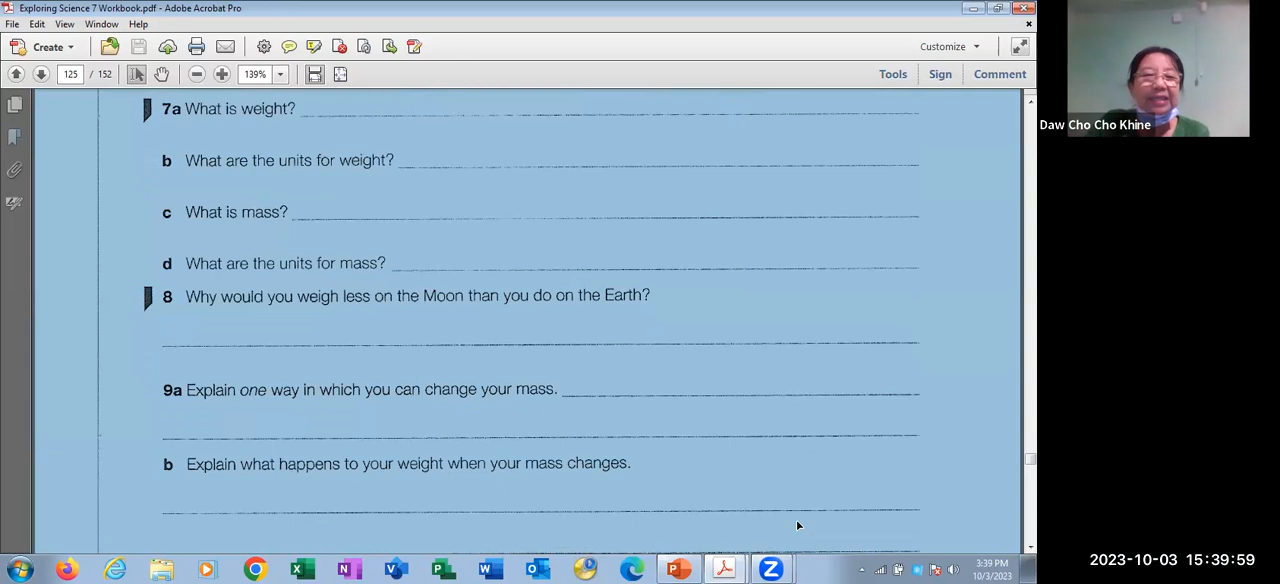 Exploring Science 7 Workbook.pdf - Adobe Acrobat Pro
File Edit View Window Help
Create Customize
125 / 152 139% Tools Sign Comment
7a What is weight?
b What are the units for weight?
c What is mass?
d What are the units for mass?
8 Why would you weigh less on the Moon than you do on the Earth?
9a Explain one way in which you can change your mass.
b Explain what happens to your weight when your mass changes.
Daw Cho Cho Khine
3:39 PM
10/3/2023
2023-10-03 15:39:59